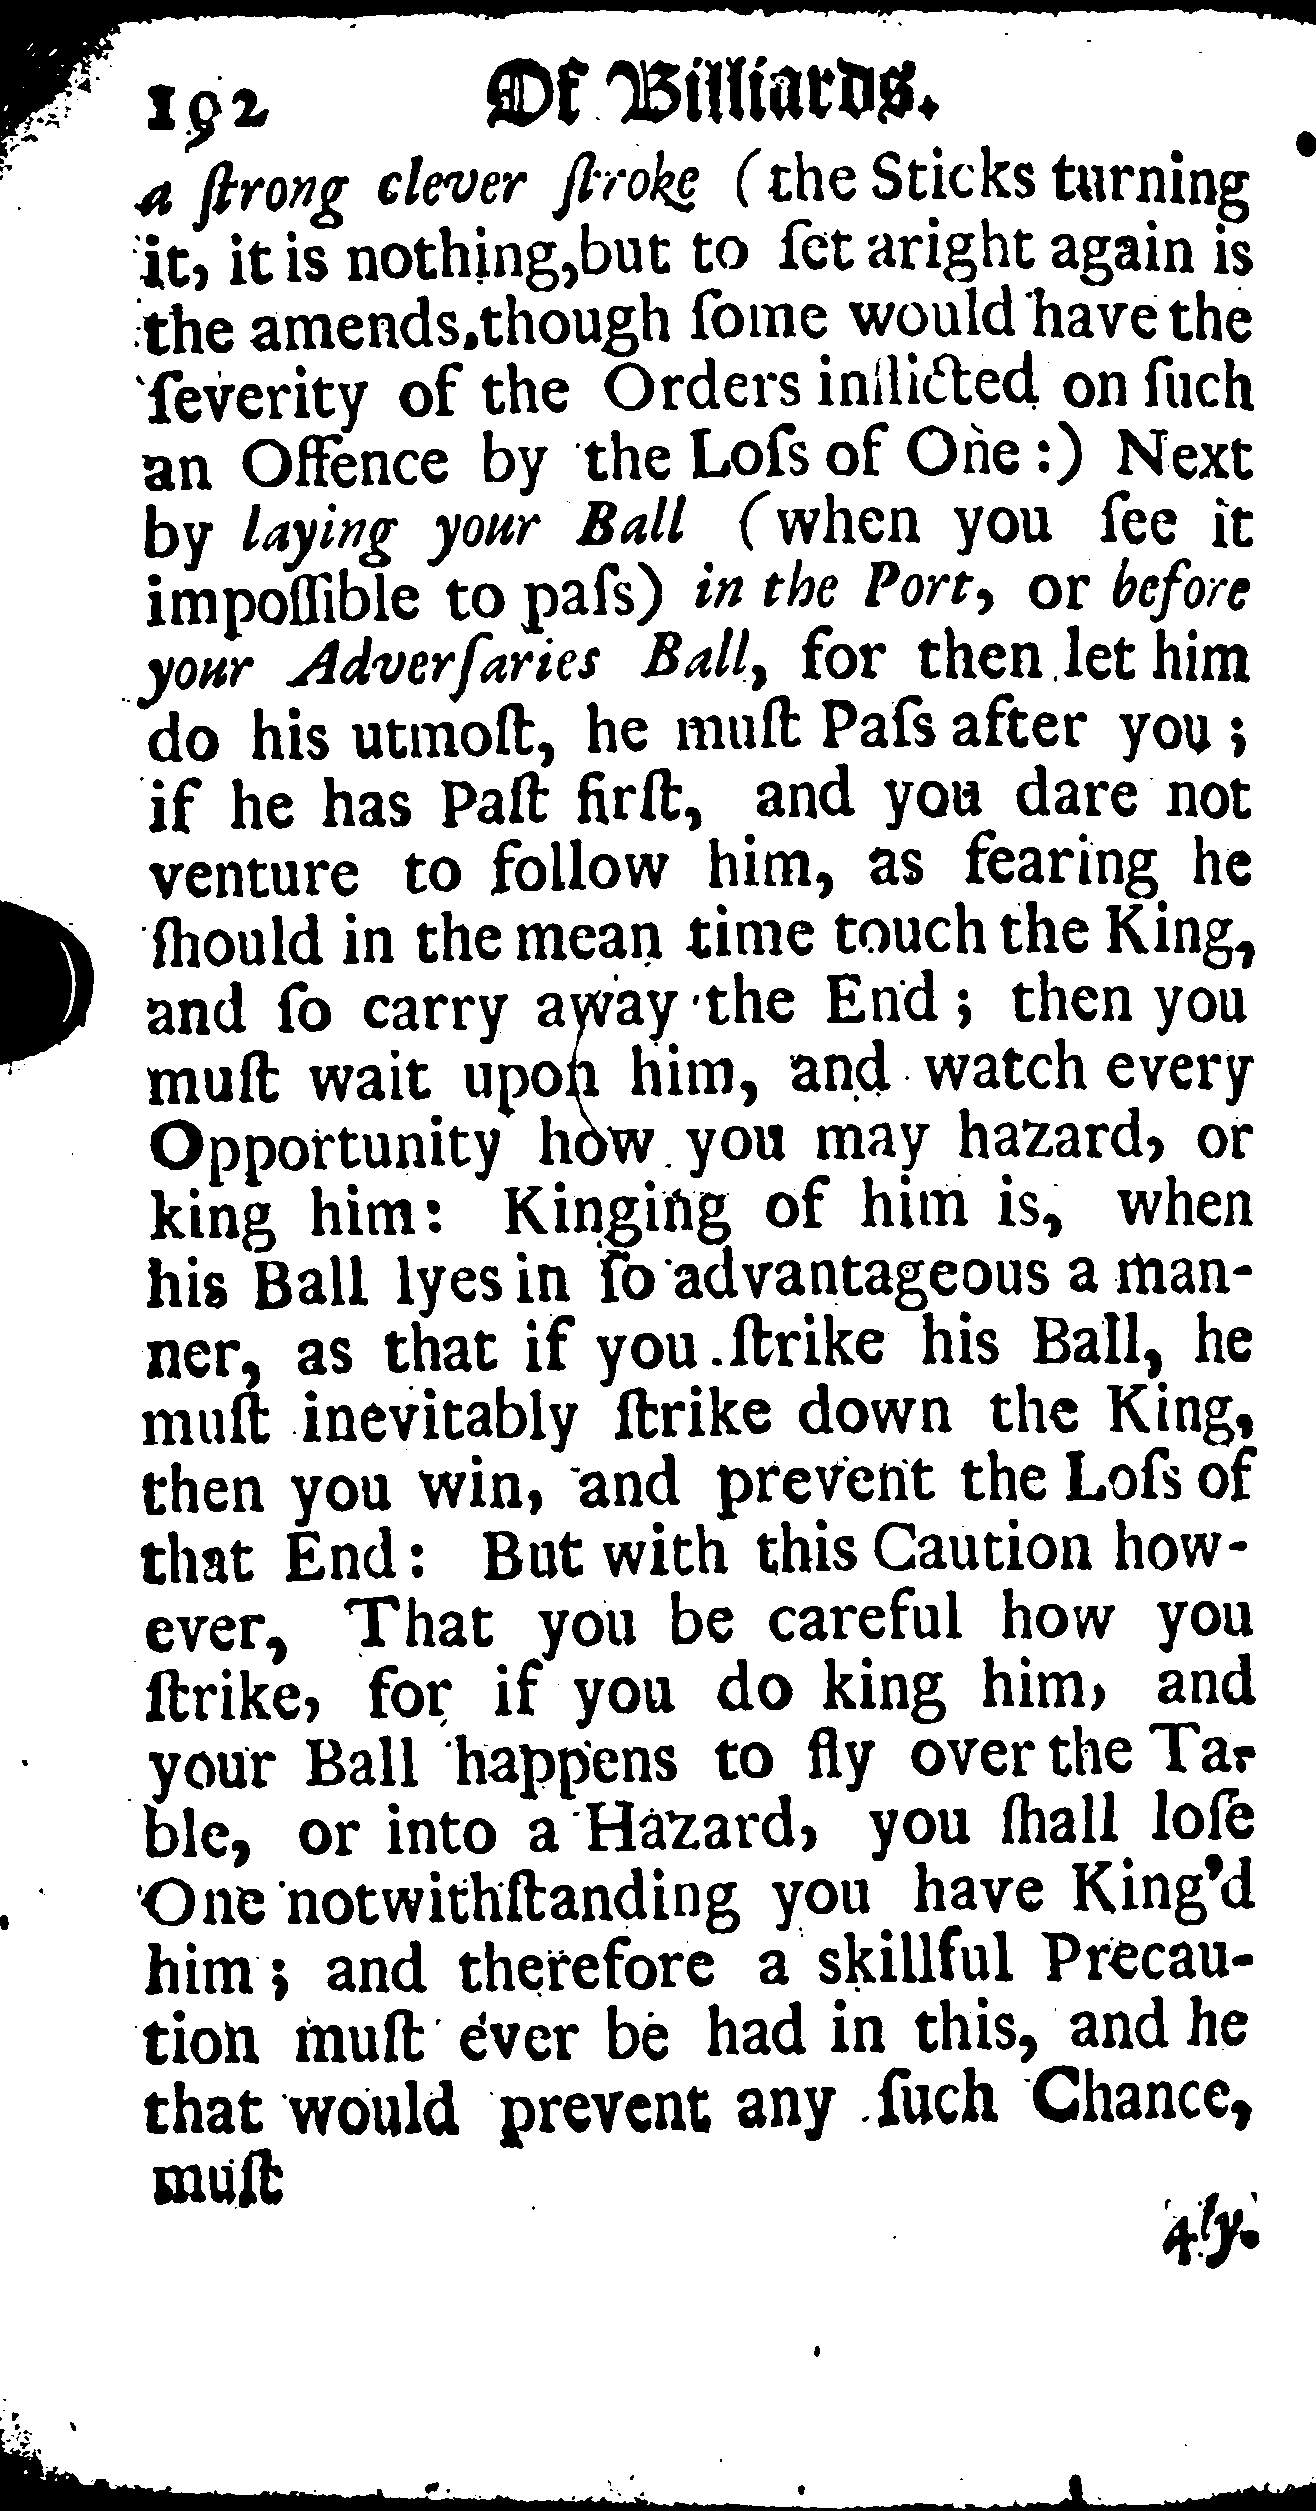 192 Of Billiards.
a ſtrong clever ſtroke (the Sticks turning
it, it is nothing,but to ſet aright again is
the amends,though ſome would have the
ſeverity of the Orders inflicted on ſuch
an Offence by the Loſs of One:) Next
by laying your Ball (when you ſee it
impoſſible to paſs) in the Port, or before
your Adverſaries Ball, for then let him
do his utmoſt, he muſt Paſs after you;
if he has Paſt firſt, and you dare not
venture to follow him, as fearing he
ſhould in the mean time touch the King,
and ſo carry away the End; then you
muſt wait upon him, and watch every
Opportunity how you may hazard, or
king him: Kinging of him is, when
his Ball lyes in ſo advantageous a man-
ner, as that if you ſtrike his Ball, he
muſt inevitably ſtrike down the King,
then you win, and prevent the Loſs of
that End: But with this Caution how-
ever, That you be careful how you
ſtrike, for if you do king him, and
your Ball happens to fly over the Ta-
ble, or into a Hazard, you ſhall loſe
One notwithſtanding you have King'd
him; and therefore a skillful Precau-
tion muſt ever be had in this, and he
that would prevent any ſuch Chance,
muſt
4ly.